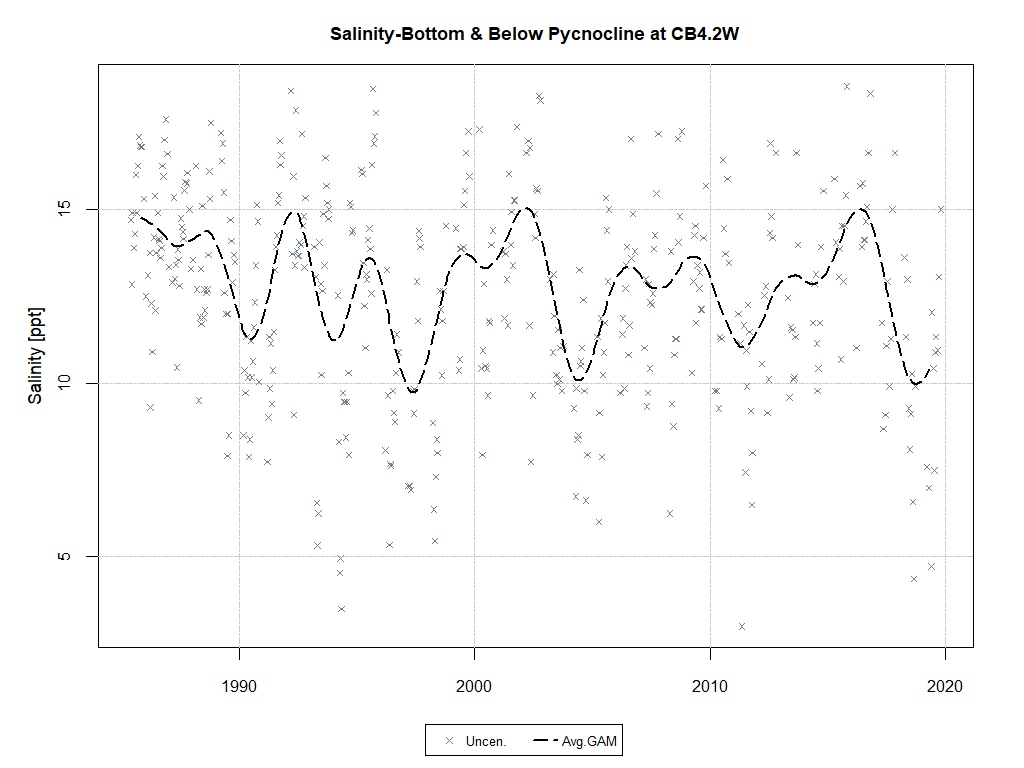 Salinity-Bottom & Below Pycnocline at CB4.2W
Salinity [ppt]
15
10
5
1990 2000 2010 2020
Uncen. Avg.GAM